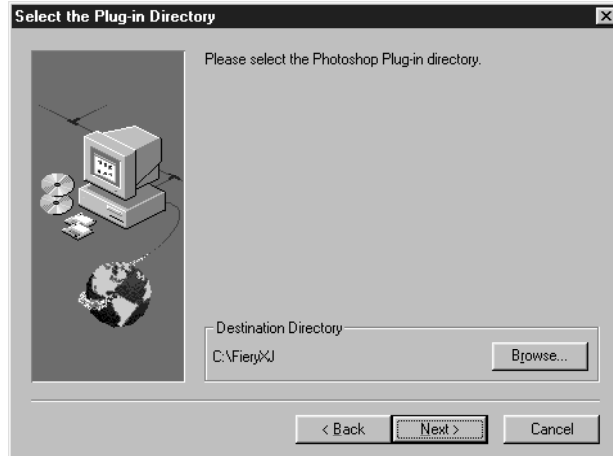 Select the Plug-in Directory
Please select the Photoshop Plug-in directory.
Destination Directory
C:\FieryXJ
Browse...
< Back
Next >
Cancel